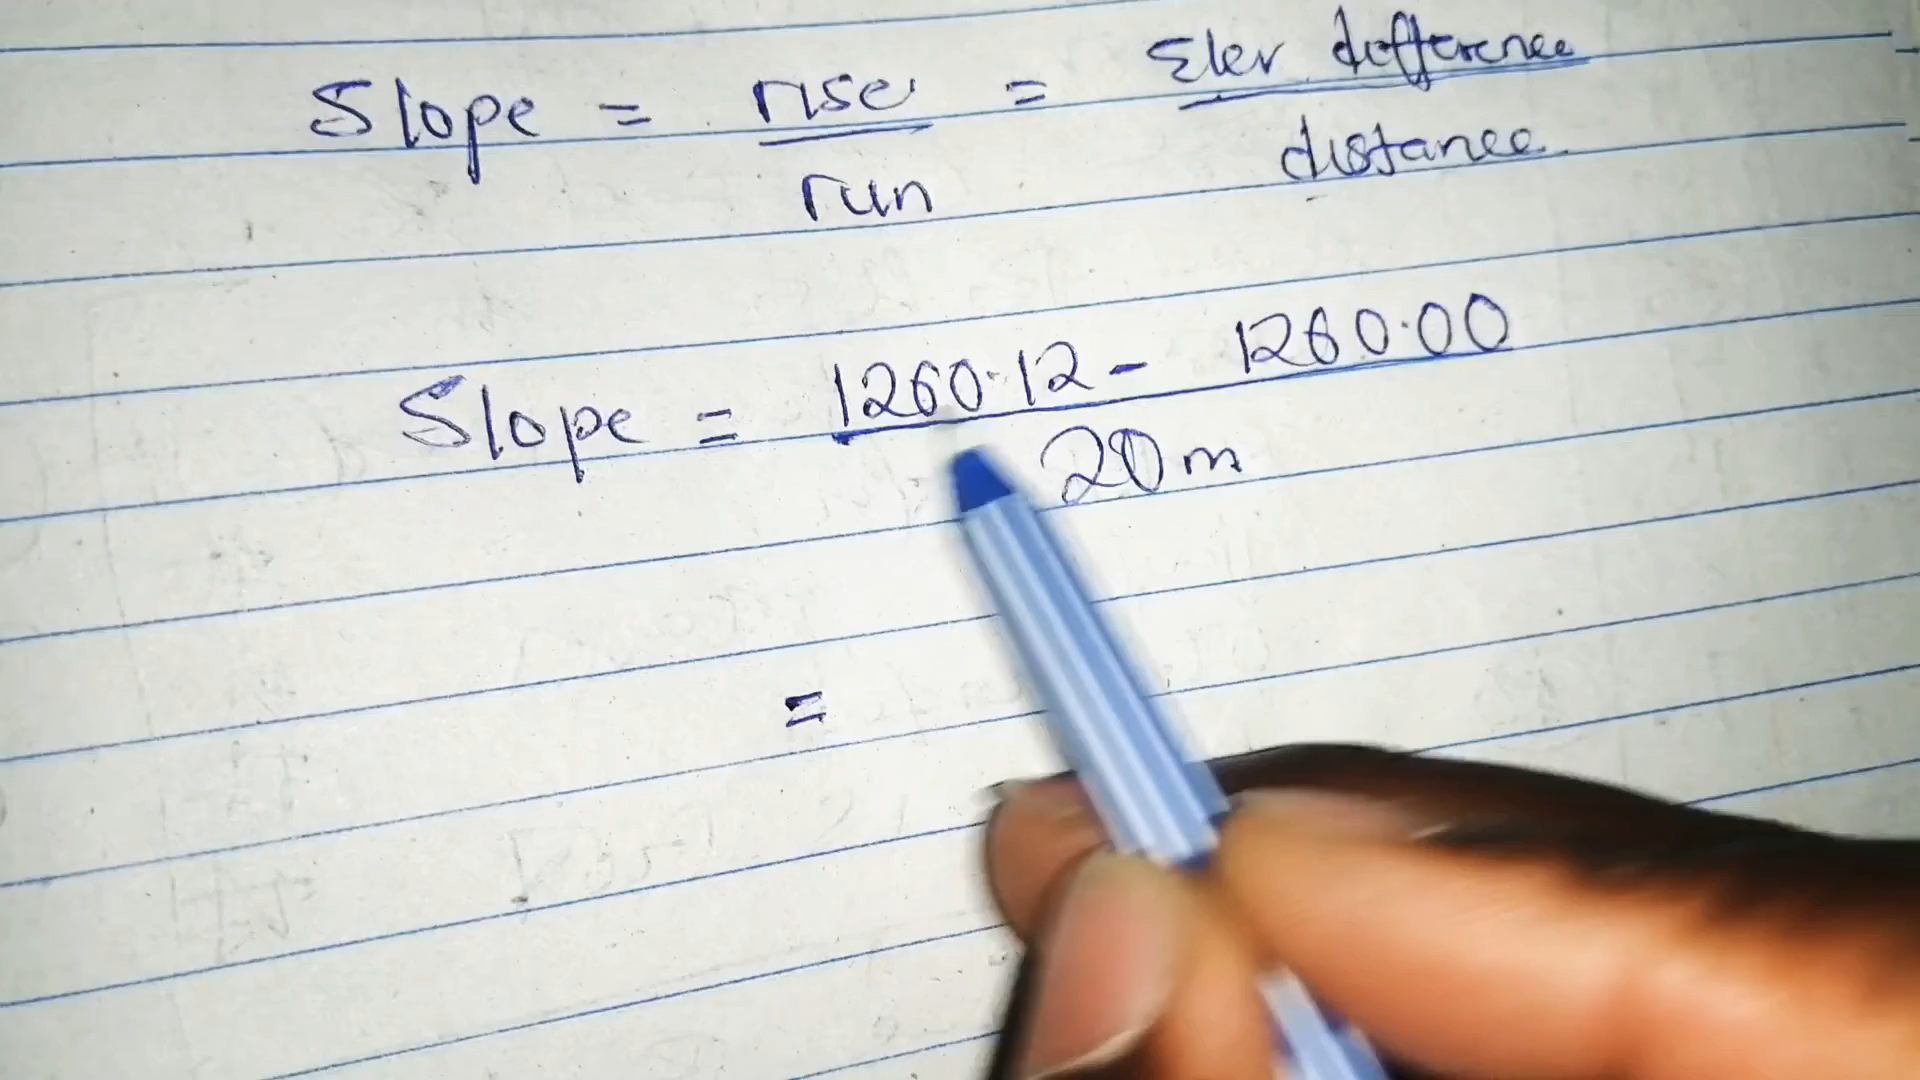 Slope = rise = Elev difference
run distance.
Slope = 1260.12 - 1260.00
20m
=